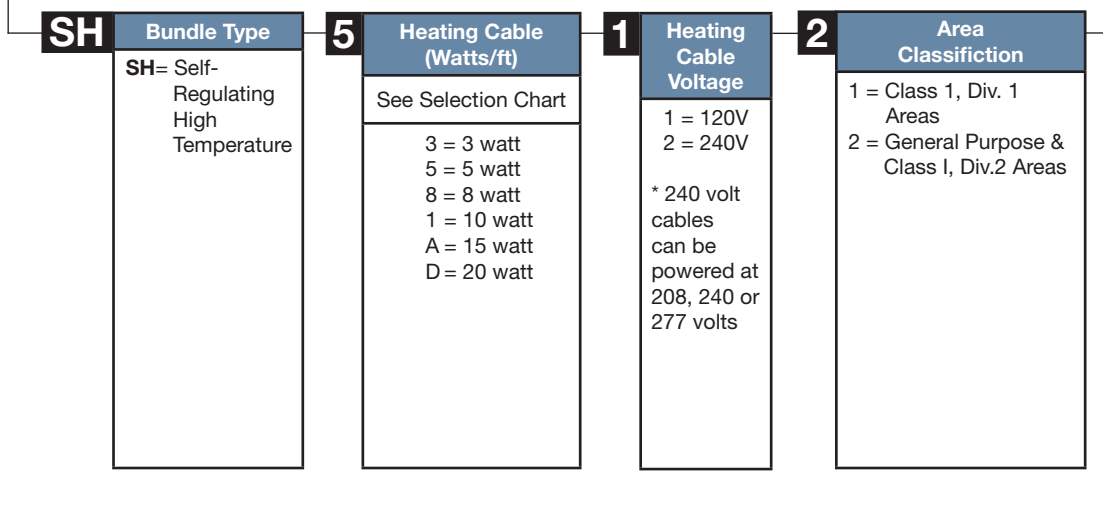 SH
Bundle Type
SH= Self-
Regulating
High
Temperature
5
Heating Cable
(Watts/ft)
See Selection Chart
3 = 3 watt
5 = 5 watt
8 = 8 watt
1 = 10 watt
A = 15 watt
D = 20 watt
1
Heating
Cable
Voltage
1 = 120V
2 = 240V
* 240 volt
cables
can be
powered at
208, 240 or
277 volts
2
Area
Classifiction
1 = Class 1, Div. 1
Areas
2 = General Purpose &
Class I, Div.2 Areas